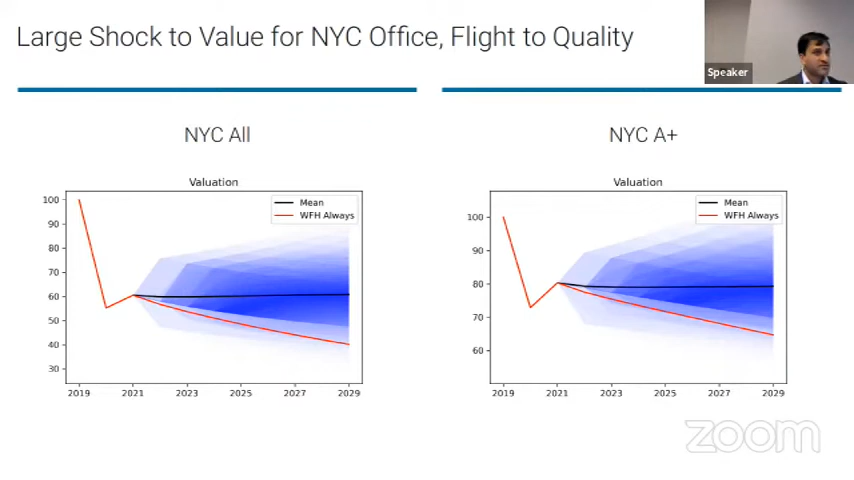 Large Shock to Value for NYC Office, Flight to Quality
Speaker
NYC All
NYC A+
Valuation
Mean
WFH Always
100
90
80
70
60
50
40
30
2019
2021
2023
2025
2027
2029
Valuation
Mean
WFH Always
100
90
80
70
60
2019
2021
2023
2025
2027
2029
zoom